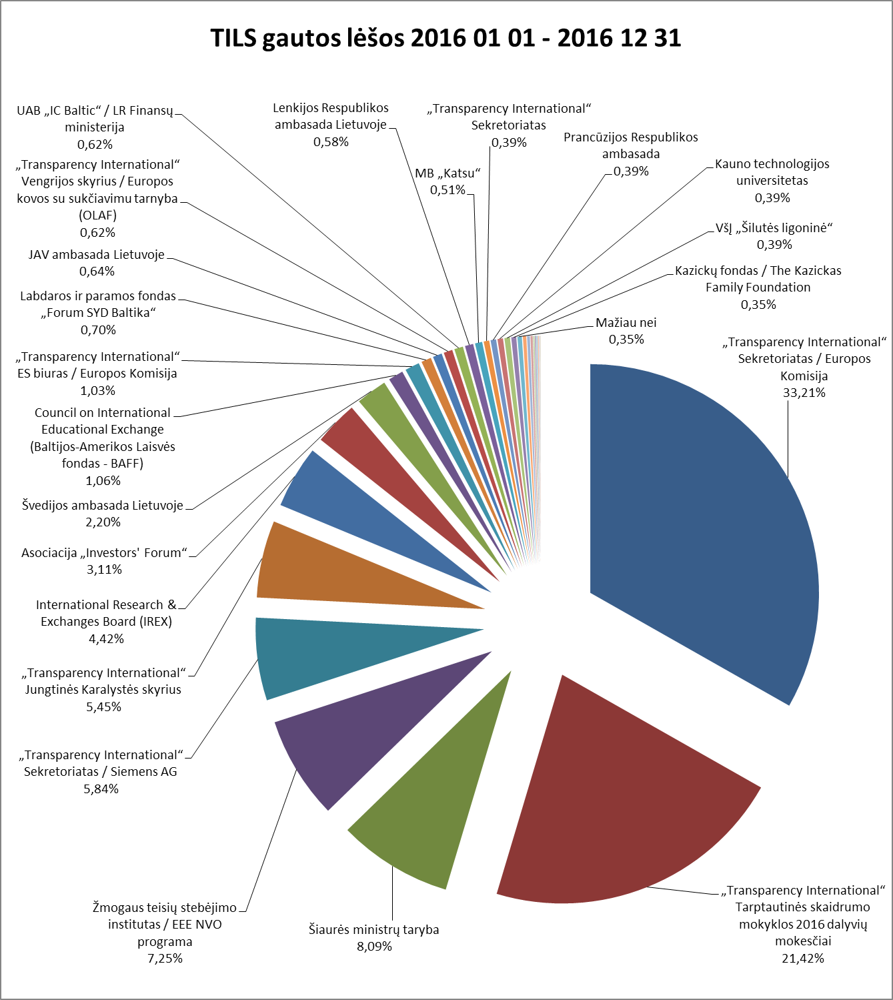 TILS gautos lėšos 2016 01 01 - 2016 12 31
UAB „IC Baltic“ / LR Finansų
ministerija
0,62%
„Transparency International“
Vengrijos skyrius / Europos
kovos su sukčiavimu tarnyba
(OLAF)
0,62%
JAV ambasada Lietuvoje
0,64%
Labdaros ir paramos fondas
„Forum SYD Baltika“
0,70%
„Transparency International“
ES biuras / Europos Komisija
1,03%
Council on International
Educational Exchange
(Baltijos-Amerikos Laisvės
fondas - BAFF)
1,06%
Švedijos ambasada Lietuvoje
2,20%
Asociacija „Investors' Forum“
3,11%
International Research &
Exchanges Board (IREX)
4,42%
„Transparency International“
Jungtinės Karalystės skyrius
5,45%
„Transparency International“
Sekretoriatas / Siemens AG
5,84%
Žmogaus teisių stebėjimo
institutas / EEE NVO
programa
7,25%
Šiaurės ministrų taryba
8,09%
Lenkijos Respublikos
ambasada Lietuvoje
0,58%
MB „Katsu“
0,51%
„Transparency International“
Sekretoriatas
0,39%
Prancūzijos Respublikos
ambasada
0,39%
Kauno technologijos
universitetas
0,39%
VšĮ „Šilutės ligoninė“
0,39%
Kazickų fondas / The Kazickas
Family Foundation
0,35%
Mažiau nei
0,35%
„Transparency International“
Sekretoriatas / Europos
Komisija
33,21%
„Transparency International“
Tarptautinės skaidrumo
mokyklos 2016 dalyvių
mokesčiai
21,42%